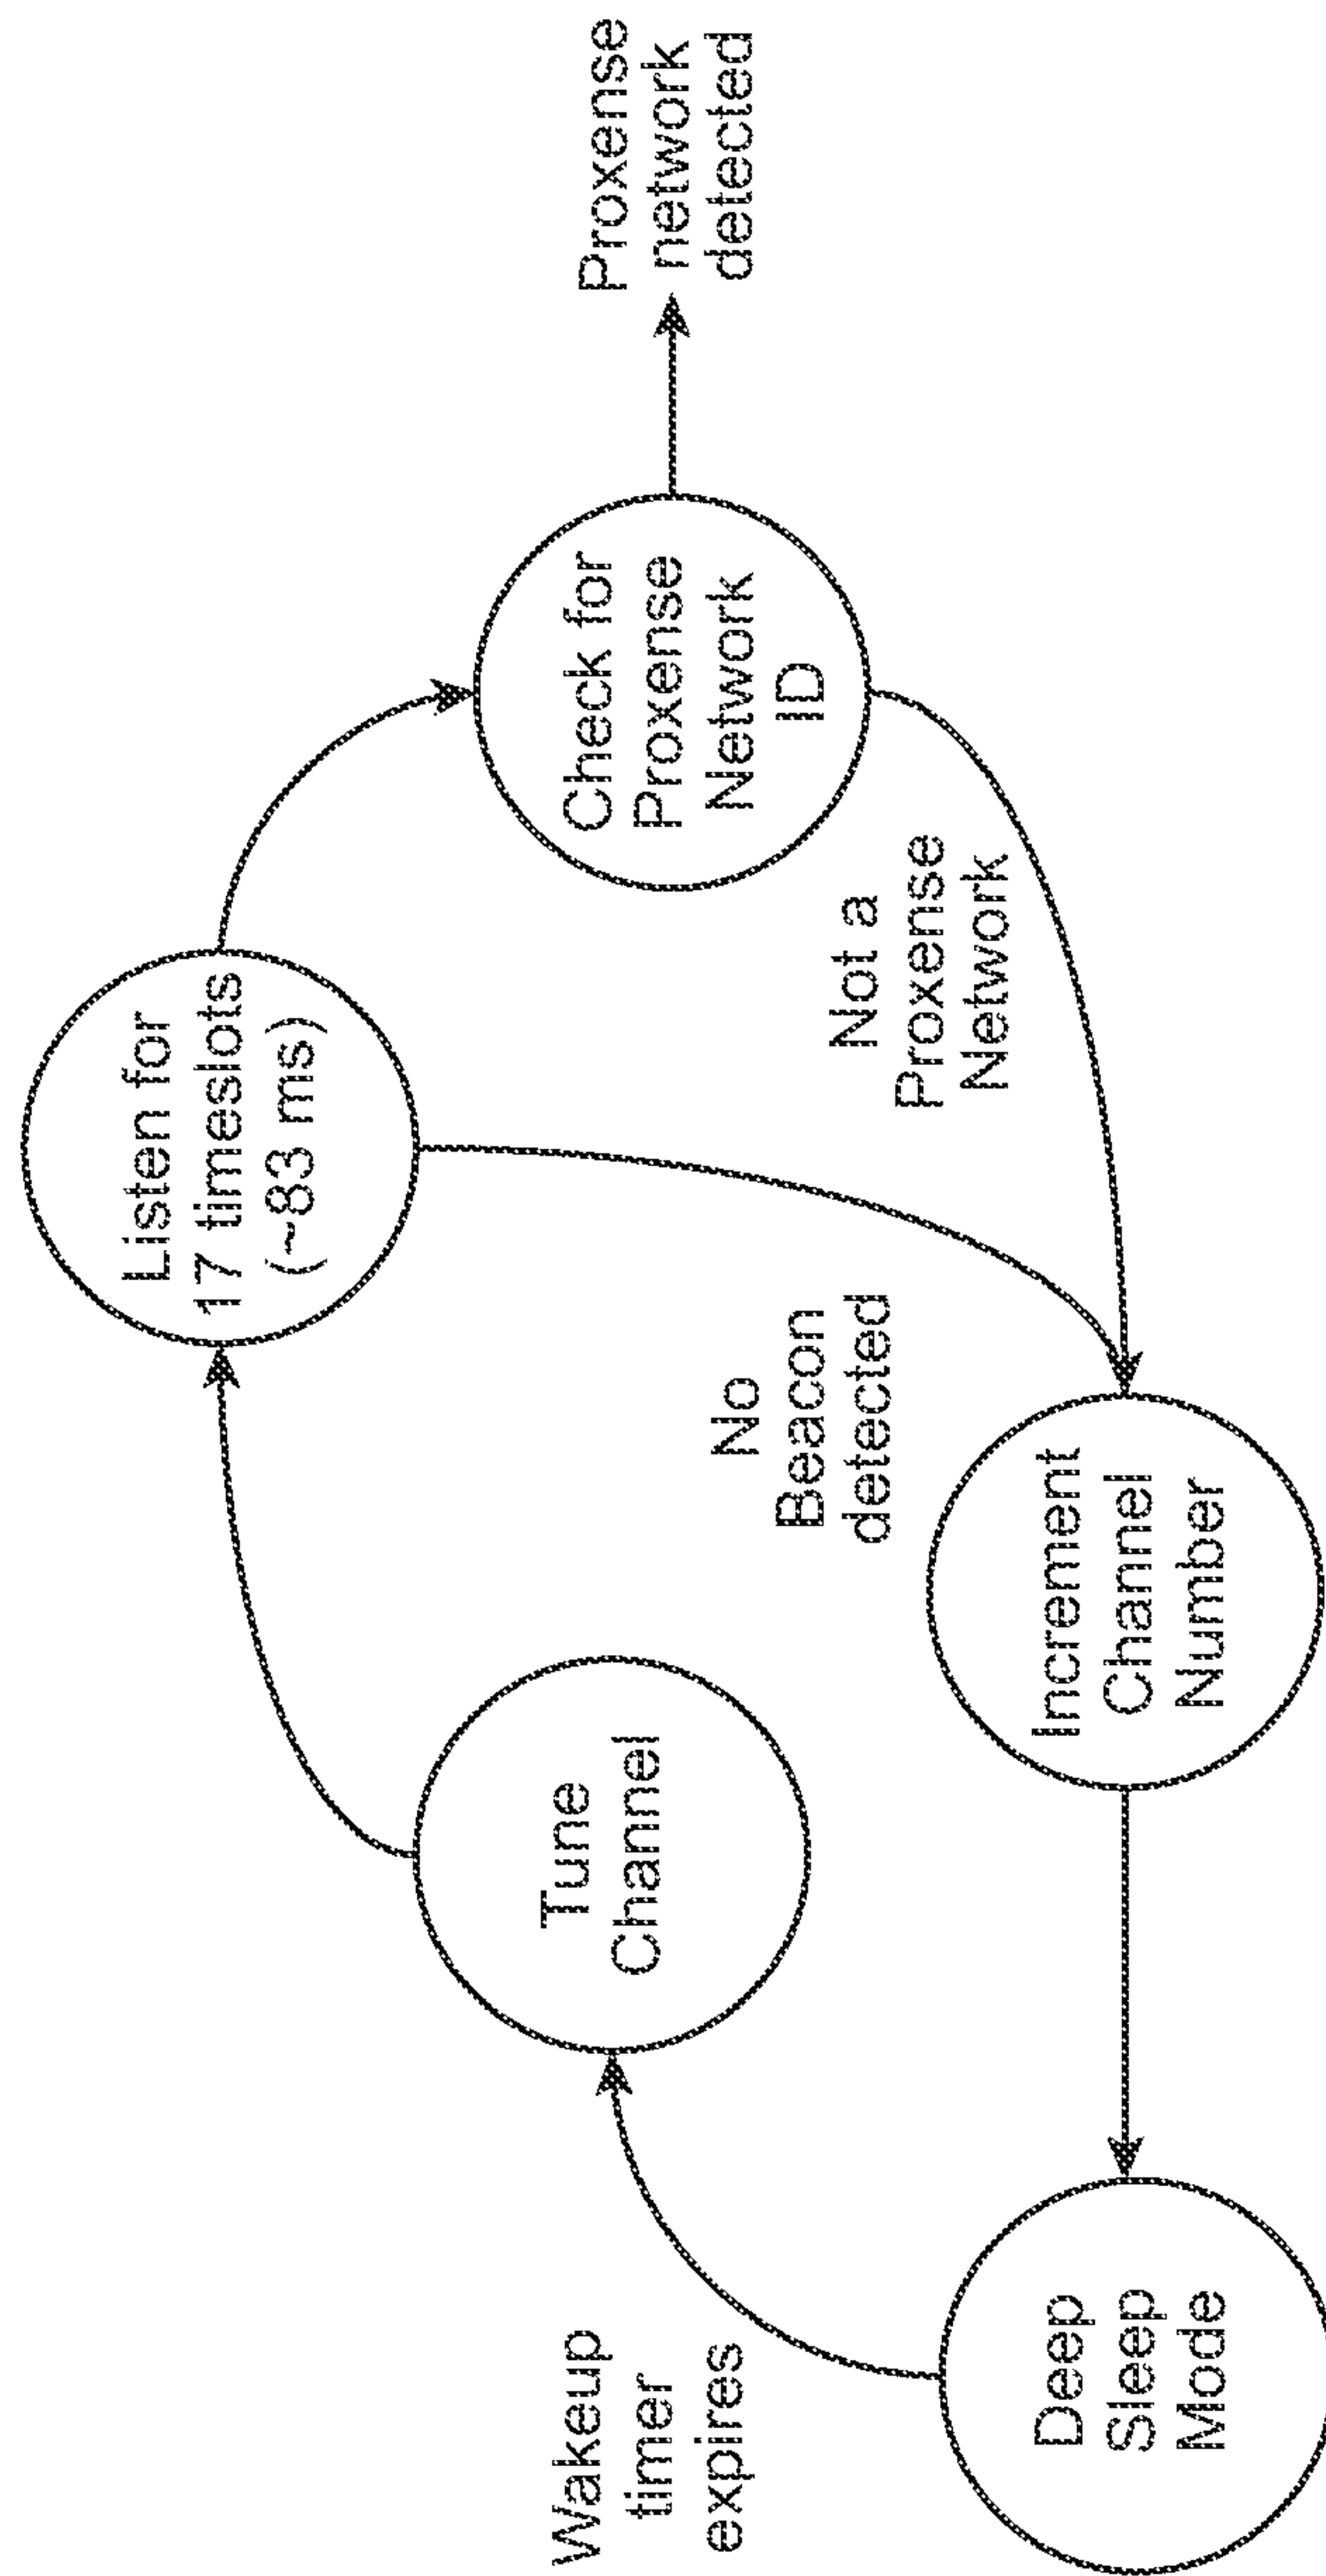 Listen for
17 timeslots
(~83 ms)
Proxense
network
detected
Check for
Proxense
Network
ID
Tune
Channel
Wakeup
timer
expires
No
Beacon
detected
Not a
Proxense
Network
Increment
Channel
Number
Deep
Sleep
Mode